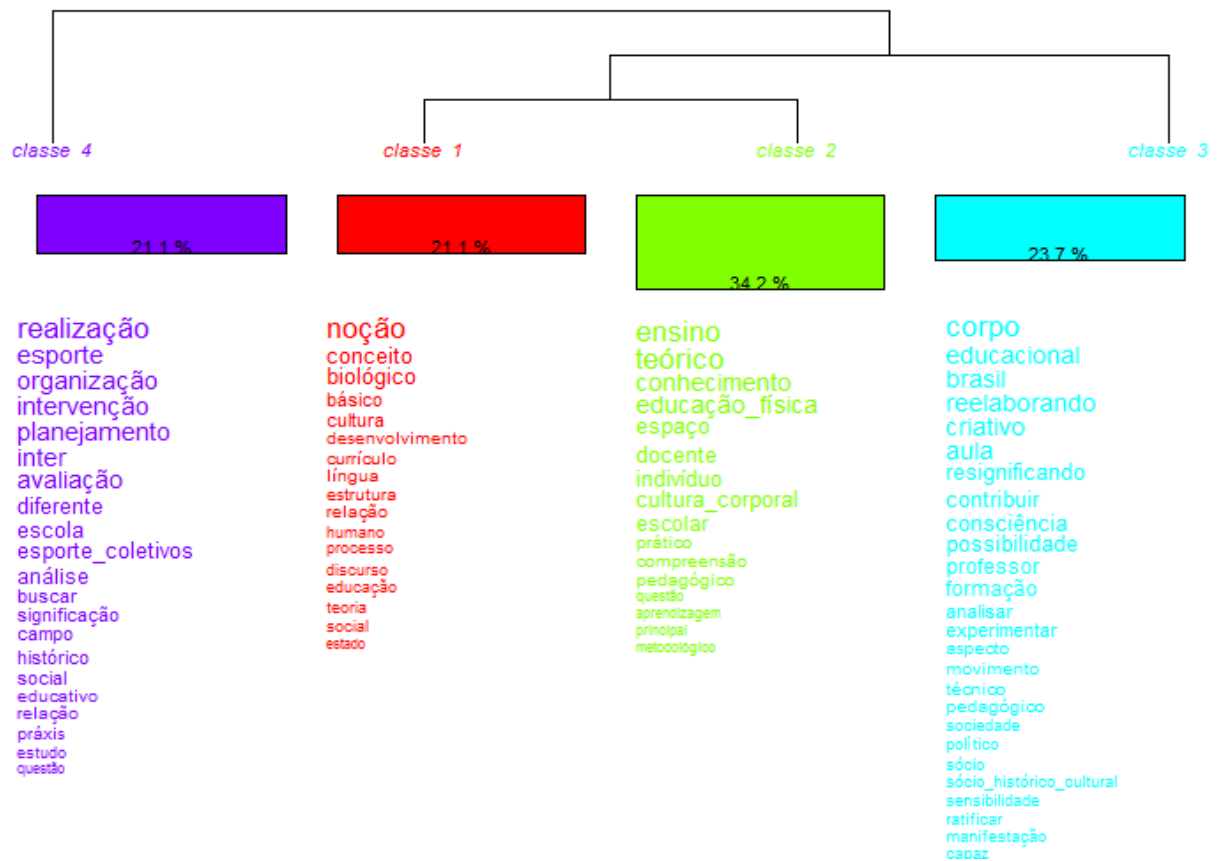 classe 4
classe 1
classe 2
classe 3
21.1 %
21.1 %
34.2 %
23.7 %
realização
esporte
organização
intervenção
planejamento
inter
avaliação
diferente
escola
esporte_coletivos
análise
buscar
significação
campo
histórico
social
educativo
relação
práxis
estudo
questão
noção
conceito
biológico
básico
cultura
desenvolvimento
currículo
língua
estrutura
relação
humano
processo
discurso
educação
teoria
social
estado
ensino
teórico
conhecimento
educação_física
espaço
docente
indivíduo
cultura_corporal
escolar
prático
compreensão
pedagógico
questão
aprendizagem
principal
metodológico
corpo
educacional
brasil
reelaborando
criativo
aula
resignificando
contribuir
consciência
possibilidade
professor
formação
analisar
experimentar
aspecto
movimento
técnico
pedagógico
sociedade
político
sócio
sócio_histórico_cultural
sensibilidade
ratificar
manifestação
capaz